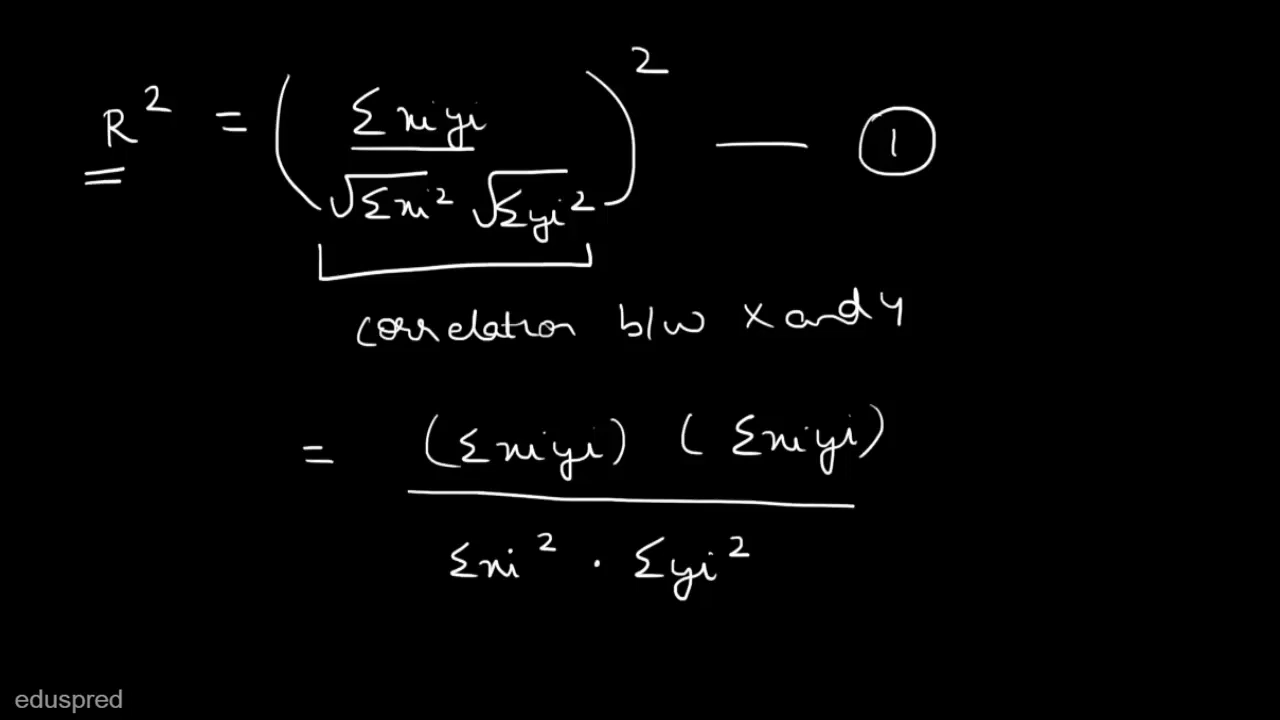 R² = (Σxiyi / √Σxi² √Σyi²)² — ①
correlation b/w X and Y
= (Σxiyi) (Σxiyi) / Σxi² · Σyi²
eduspred